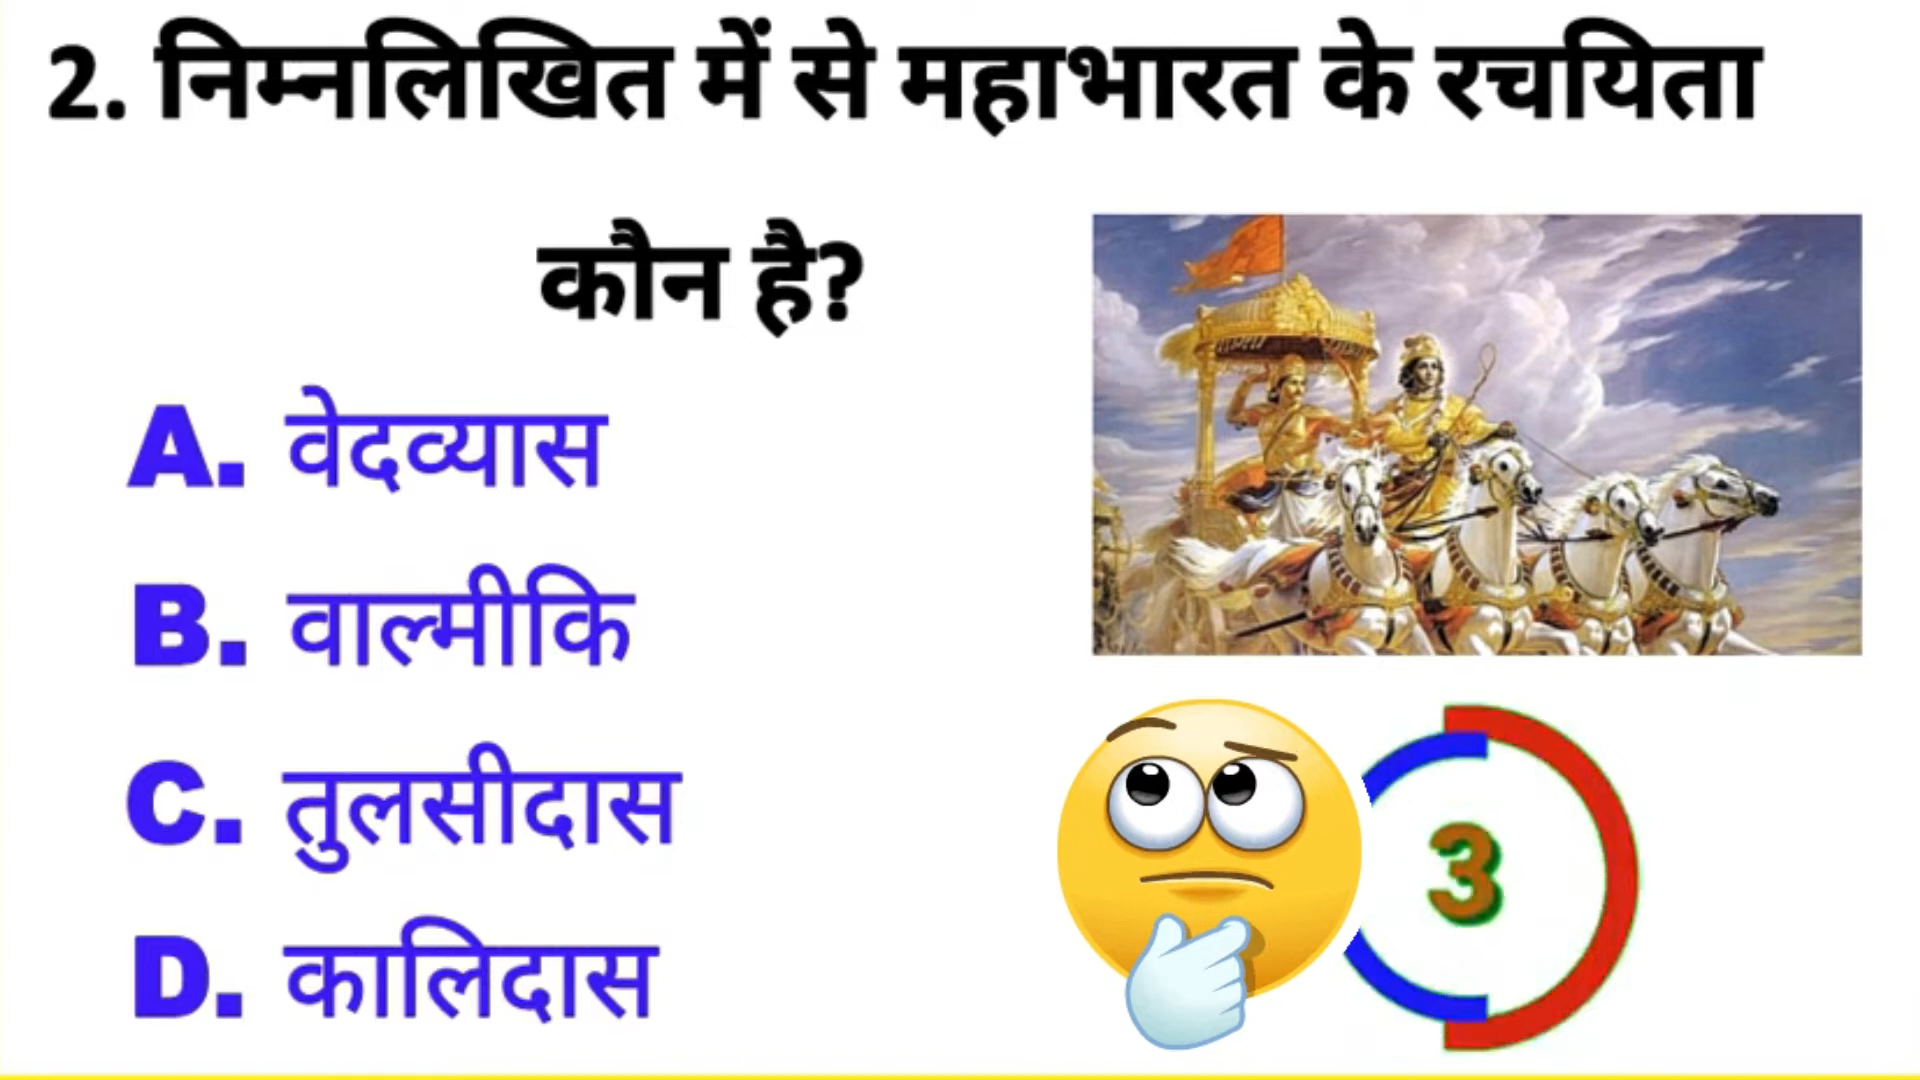 2. निम्नलिखित में से महाभारत के रचयिता
कौन है?
A. वेदव्यास
B. वाल्मीकि
C. तुलसीदास
D. कालिदास
3